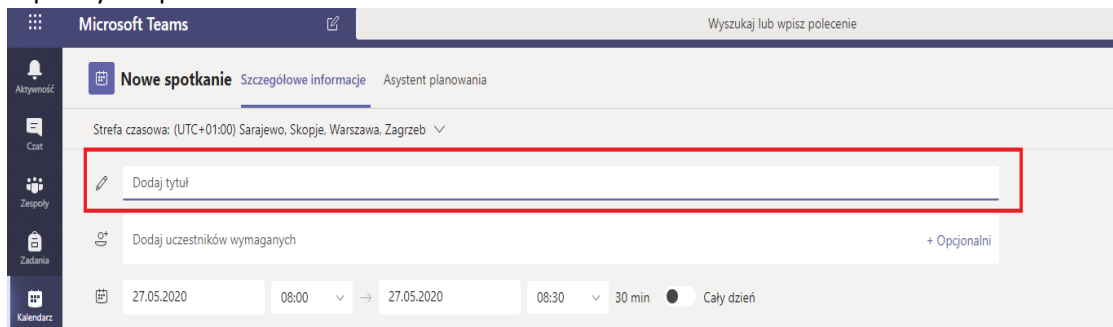 Microsoft Teams
Wyszukaj lub wpisz polecenie
Aktywność
Nowe spotkanie Szczegółowe informacje Asystent planowania
Czat
Strefa czasowa: (UTC+01:00) Sarajewo, Skopje, Warszawa, Zagrzeb
Zespoły
Dodaj tytuł
Zadania
Dodaj uczestników wymaganych + Opcjonalni
Kalendarz
27.05.2020 08:00 → 27.05.2020 08:30 30 min Cały dzień